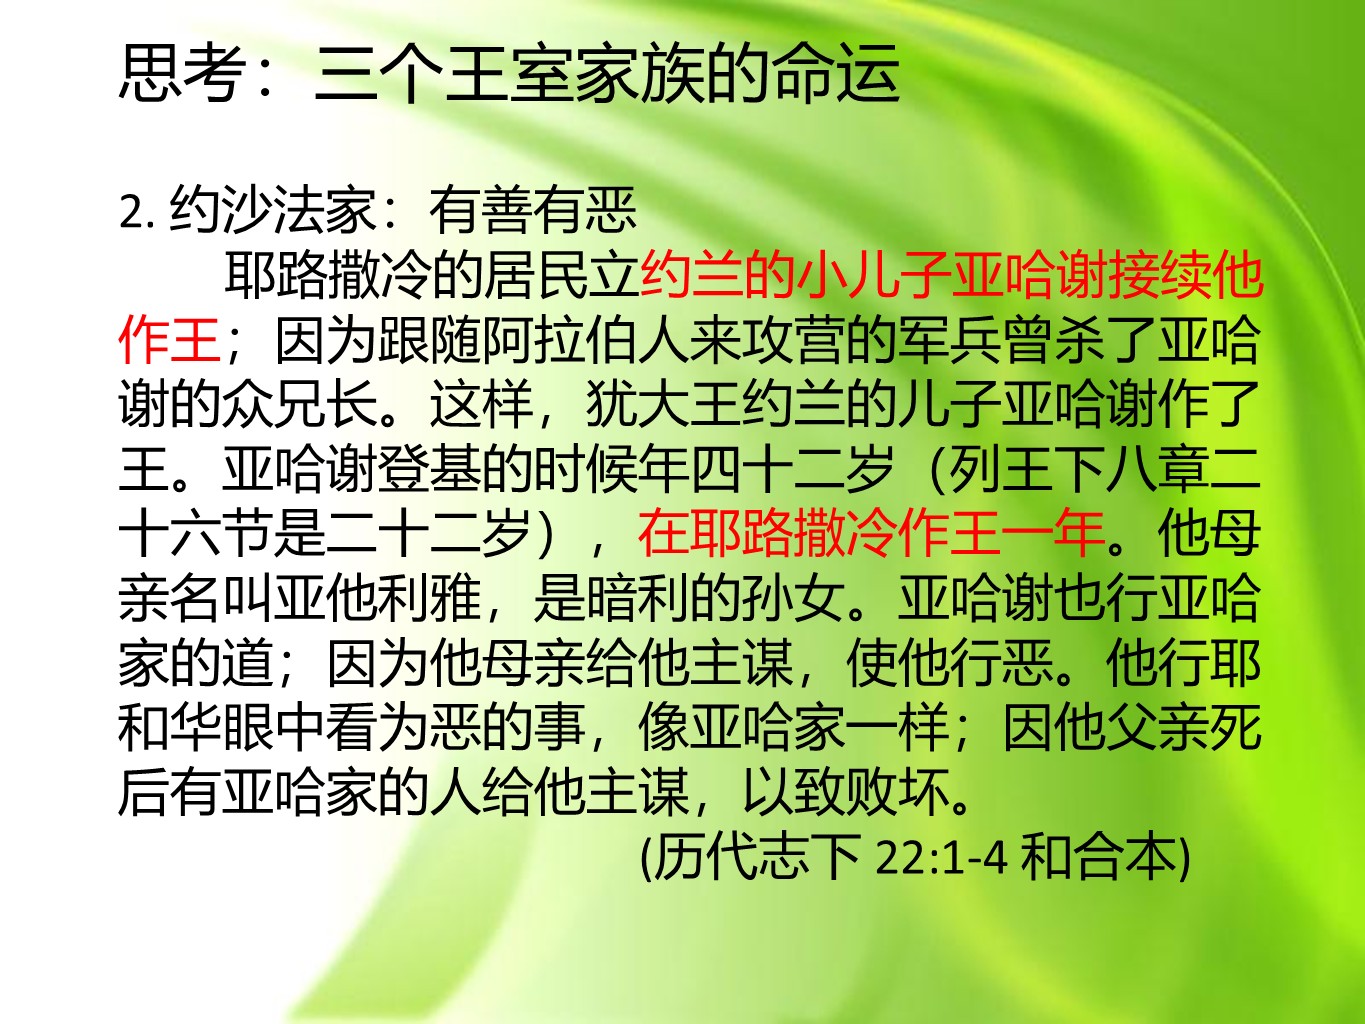 思考：三个王室家族的命运
2. 约沙法家：有善有恶
耶路撒冷的居民立约兰的小儿子亚哈谢接续他
作王；因为跟随阿拉伯人来攻营的军兵曾杀了亚哈
谢的众兄长。这样，犹大王约兰的儿子亚哈谢作了
王。亚哈谢登基的时候年四十二岁（列王下八章二
十六节是二十二岁），在耶路撒冷作王一年。他母
亲名叫亚他利雅，是暗利的孙女。亚哈谢也行亚哈
家的道；因为他母亲给他主谋，使他行恶。他行耶
和华眼中看为恶的事，像亚哈家一样；因他父亲死
后有亚哈家的人给他主谋，以致败坏。
(历代志下 22:1-4 和合本)